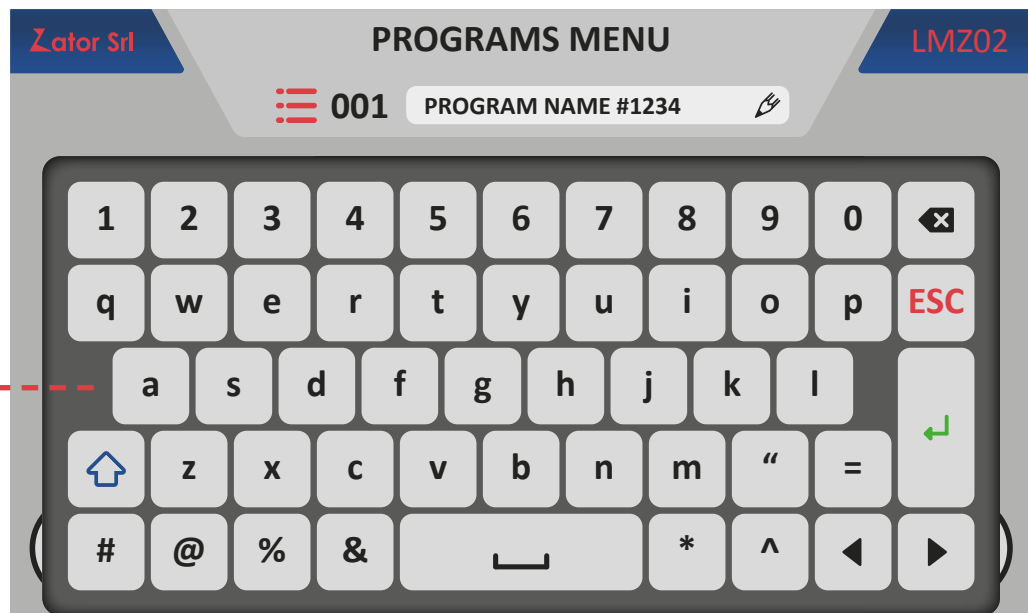 Zator Srl PROGRAMS MENU LMZ02
001 PROGRAM NAME #1234
1 2 3 4 5 6 7 8 9 0
q w e r t y u i o p ESC
a s d f g h j k l
z x c v b n m “ =
# @ % & * ^